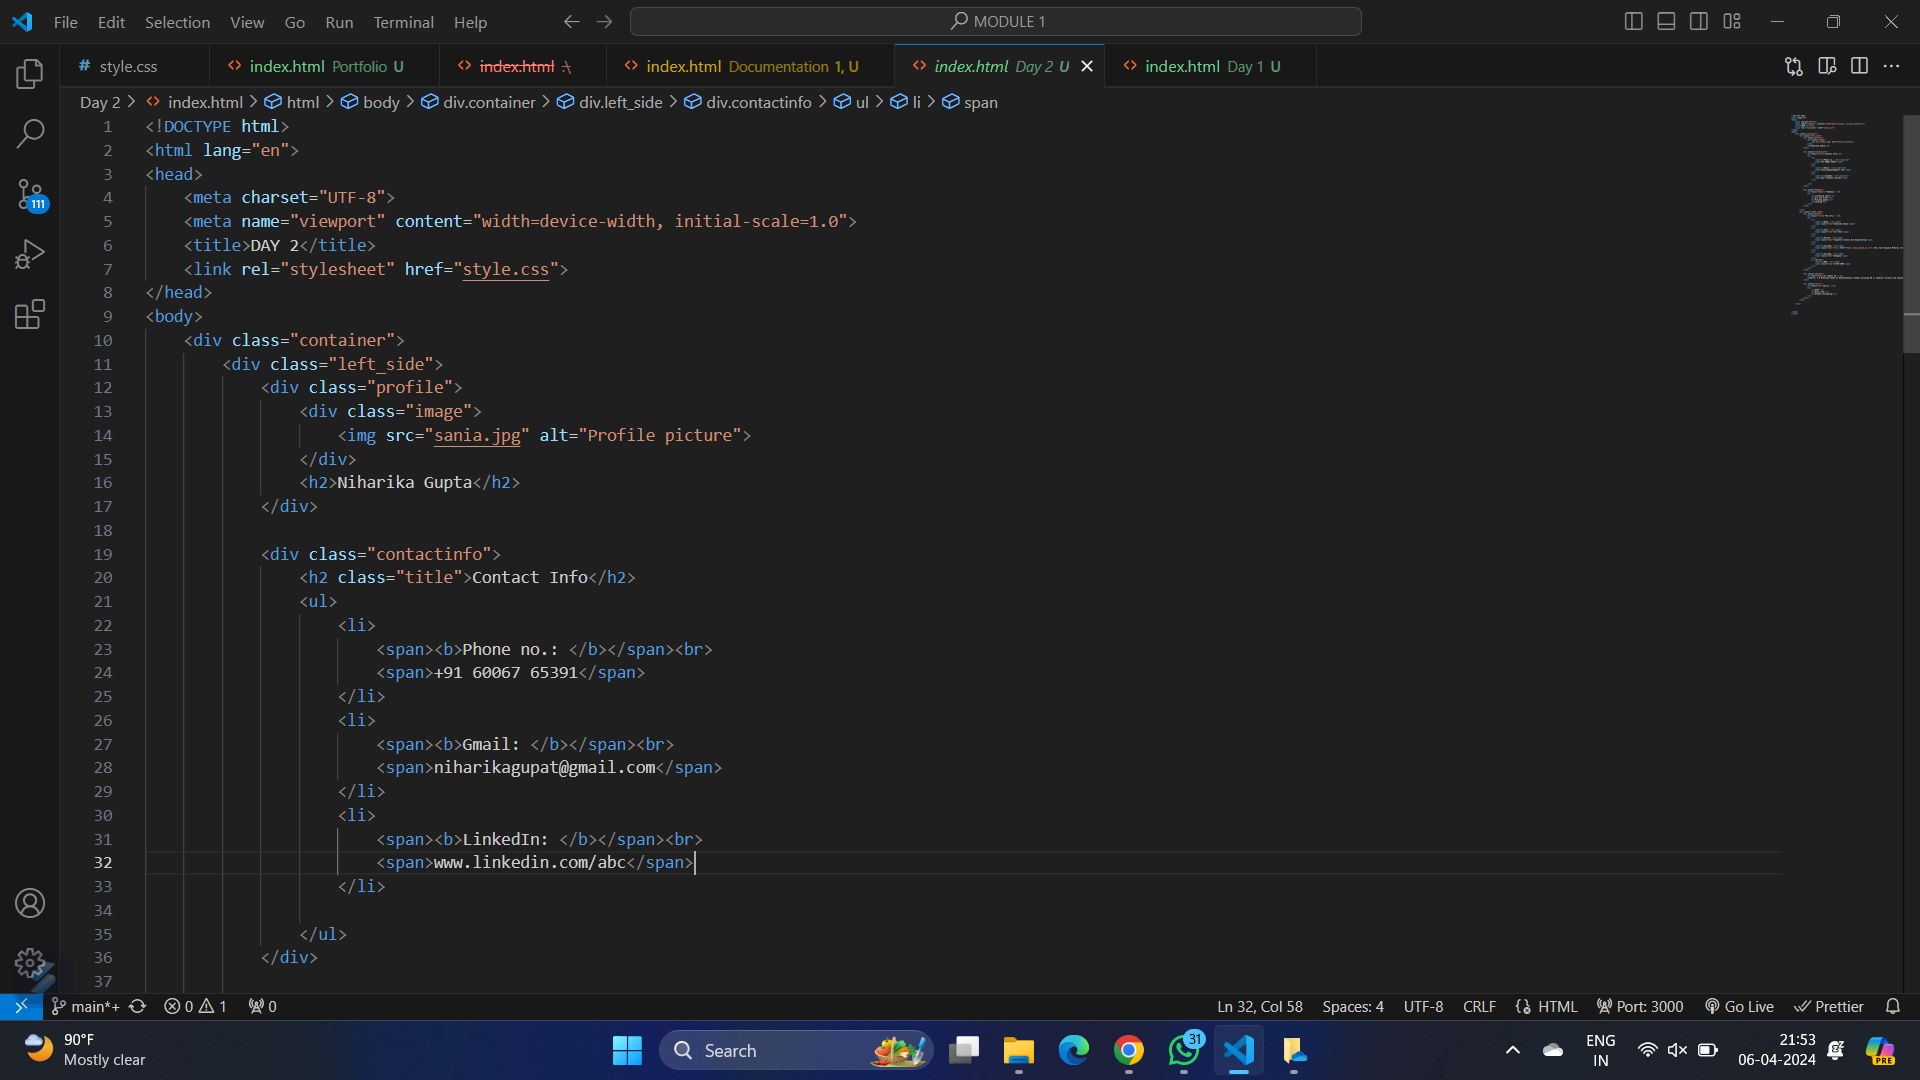 File Edit Selection View Go Run Terminal Help MODULE 1
# style.css <> index.html Portfolio U <> index.html <> index.html Documentation 1, U <> index.html Day 2 U <> index.html Day 1 U
Day 2 > <> index.html > html > body > div.container > div.left_side > div.contactinfo > ul > li > span
1 <!DOCTYPE html>
2 <html lang="en">
3 <head>
4 <meta charset="UTF-8">
5 <meta name="viewport" content="width=device-width, initial-scale=1.0">
6 <title>DAY 2</title>
7 <link rel="stylesheet" href="style.css">
8 </head>
9 <body>
10 <div class="container">
11 <div class="left_side">
12 <div class="profile">
13 <div class="image">
14 <img src="sania.jpg" alt="Profile picture">
15 </div>
16 <h2>Niharika Gupta</h2>
17 </div>
18
19 <div class="contactinfo">
20 <h2 class="title">Contact Info</h2>
21 <ul>
22 <li>
23 <span><b>Phone no.: </b></span><br>
24 <span>+91 60067 65391</span>
25 </li>
26 <li>
27 <span><b>Gmail: </b></span><br>
28 <span>niharikagupat@gmail.com</span>
29 </li>
30 <li>
31 <span><b>LinkedIn: </b></span><br>
32 <span>www.linkedin.com/abc</span>
33 </li>
34
35 </ul>
36 </div>
37
111
main*+ 0 1 0 Ln 32, Col 58 Spaces: 4 UTF-8 CRLF HTML Port: 3000 Go Live Prettier
90°F
Mostly clear
Search
31
ENG
IN
21:53
06-04-2024
PRE